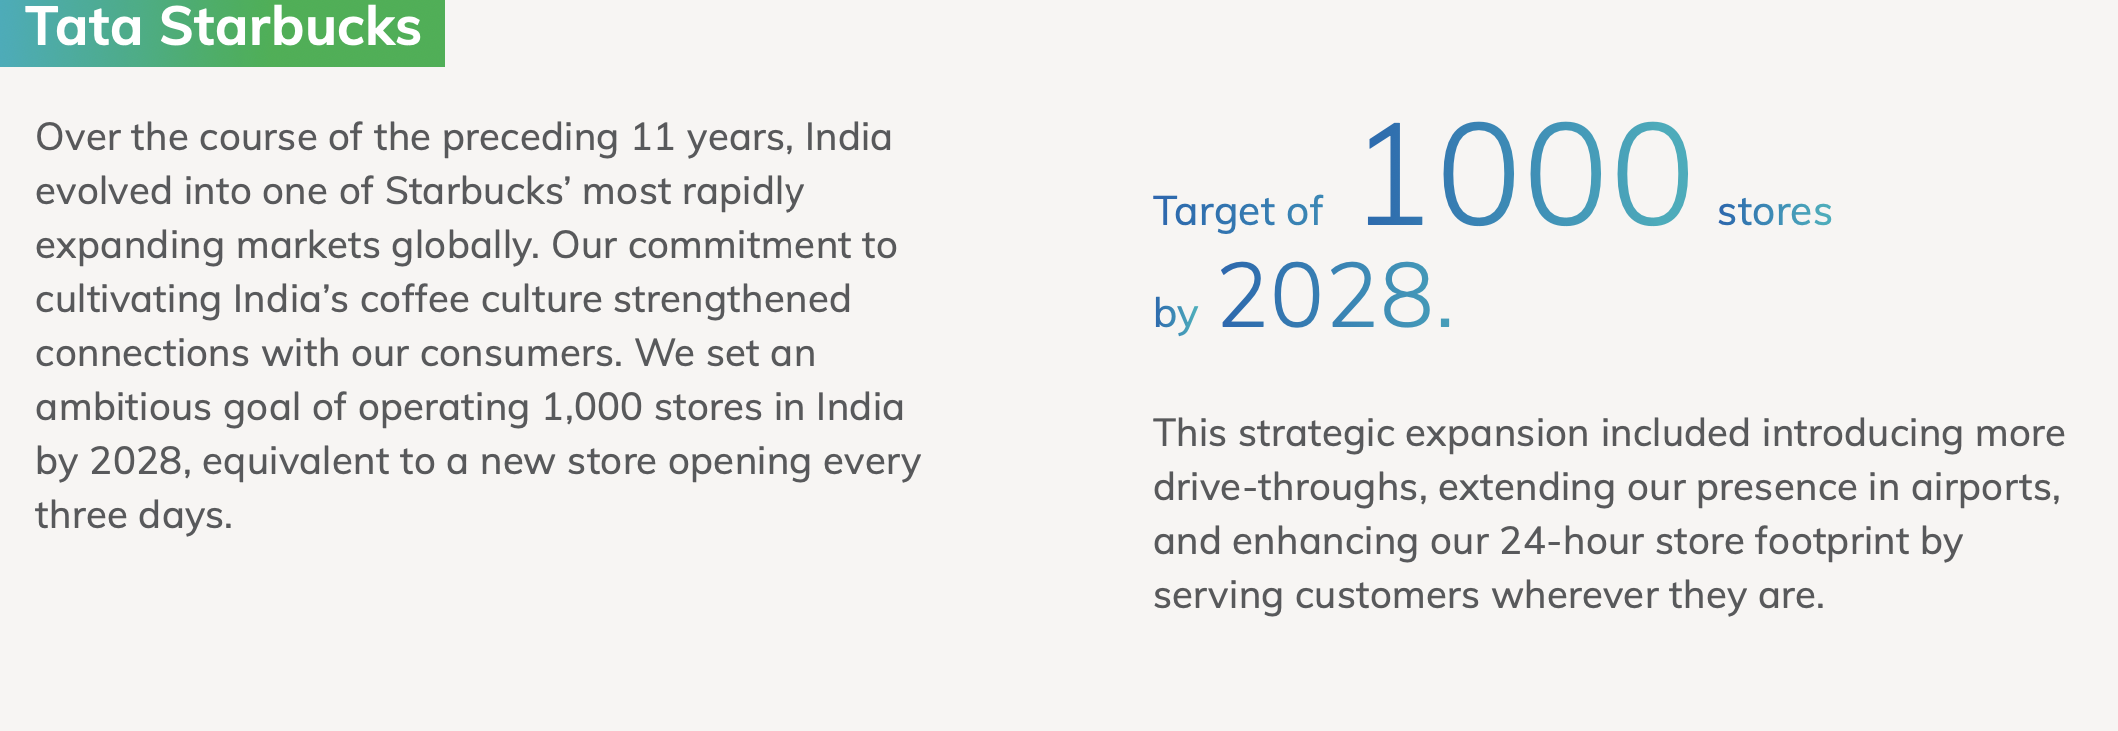 Tata Starbucks
Over the course of the preceding 11 years, India
evolved into one of Starbucks’ most rapidly
expanding markets globally. Our commitment to
cultivating India’s coffee culture strengthened
connections with our consumers. We set an
ambitious goal of operating 1,000 stores in India
by 2028, equivalent to a new store opening every
three days.
Target of 1000 stores
by 2028.
This strategic expansion included introducing more
drive-throughs, extending our presence in airports,
and enhancing our 24-hour store footprint by
serving customers wherever they are.